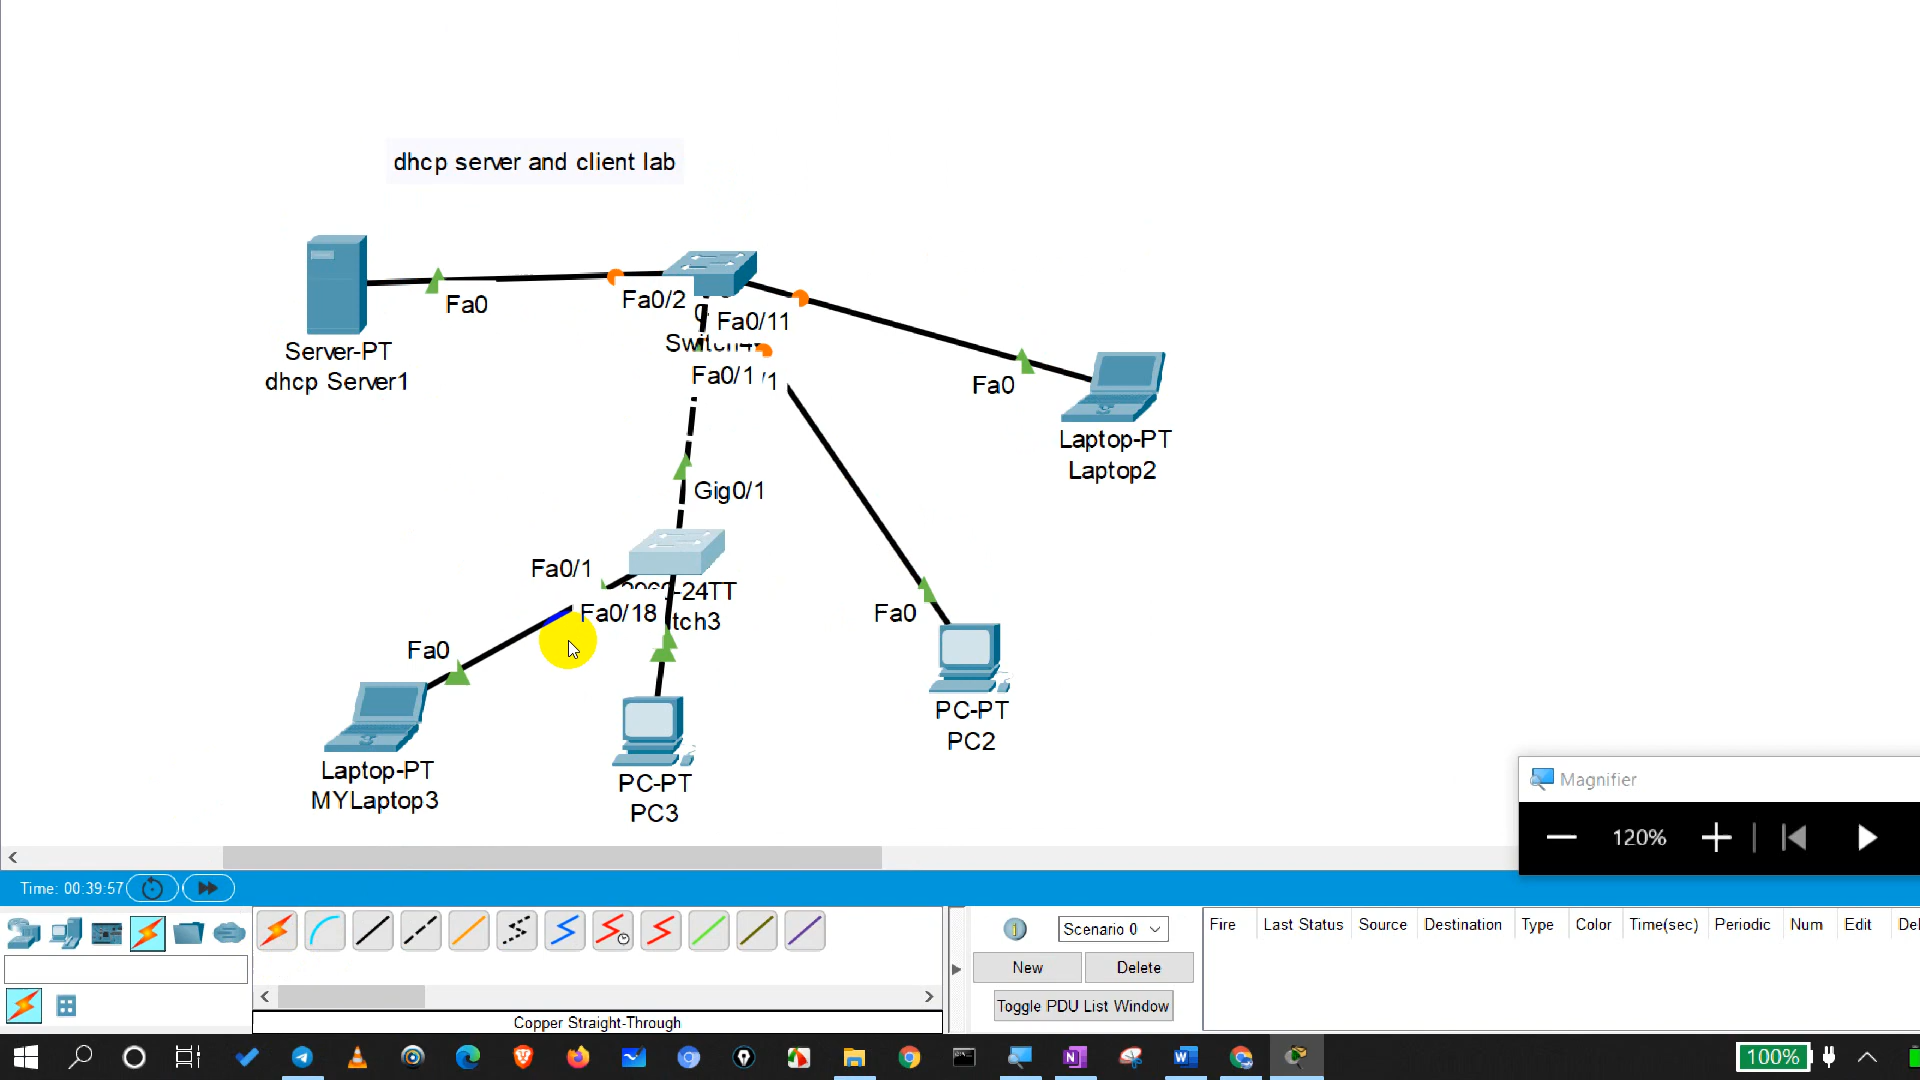 dhcp server and client lab
Fa0
Fa0/2
Fa0/11
Fa0/1
/1
Server-PT
dhcp Server1
Fa0
Laptop-PT
Laptop2
Gig0/1
Fa0/1
Fa0/18
-24TT
tch3
Fa0
Fa0
Laptop-PT
MYLaptop3
PC-PT
PC3
PC-PT
PC2
Magnifier
120%
Time: 00:39:57
Scenario 0
New
Delete
Toggle PDU List Window
Fire Last Status Source Destination Type Color Time(sec) Periodic Num Edit Del
Copper Straight-Through
100%